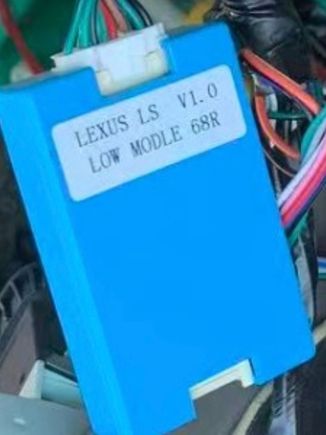 LEXUS LS V1.0
LOW MODLE 68R